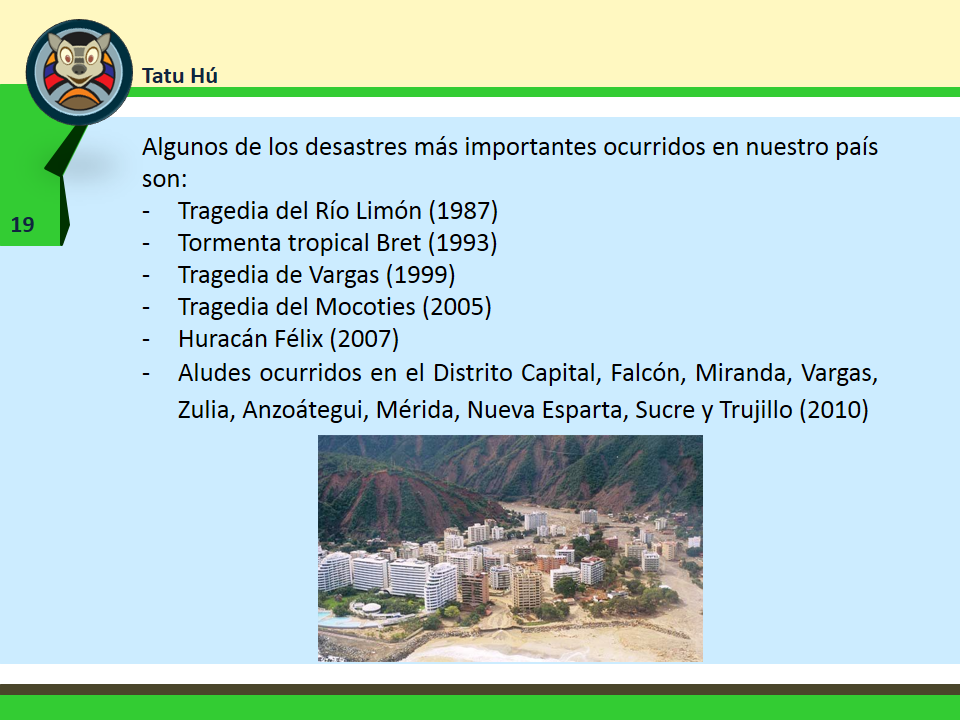 Tatu Hú
Algunos de los desastres más importantes ocurridos en nuestro país
son:
- Tragedia del Río Limón (1987)
19
- Tormenta tropical Bret (1993)
- Tragedia de Vargas (1999)
- Tragedia del Mocoties (2005)
- Huracán Félix (2007)
- Aludes ocurridos en el Distrito Capital, Falcón, Miranda, Vargas,
Zulia, Anzoátegui, Mérida, Nueva Esparta, Sucre y Trujillo (2010)